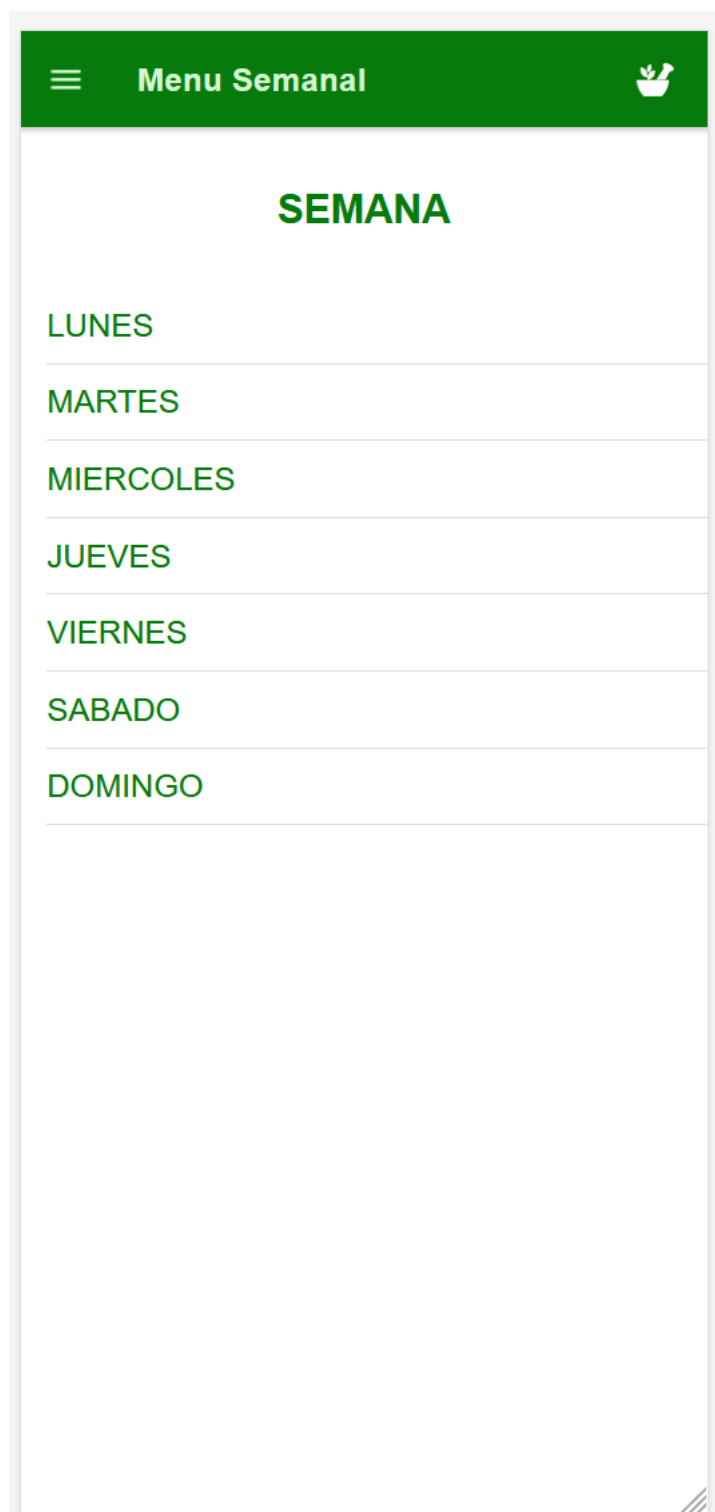 Menu Semanal
SEMANA
LUNES
MARTES
MIERCOLES
JUEVES
VIERNES
SABADO
DOMINGO